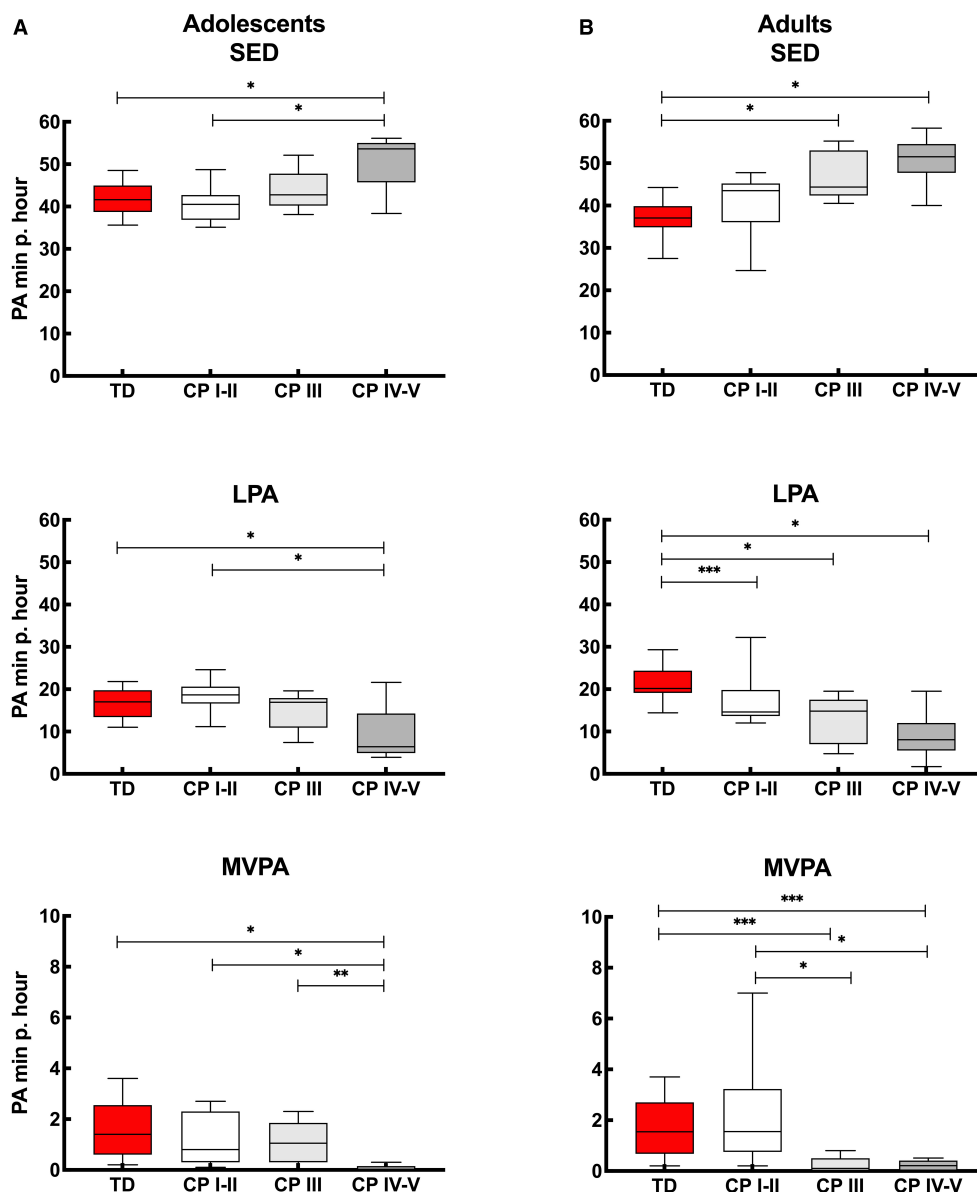 A
Adolescents
SED
*
*
60
50
40
30
20
10
0
PA min p. hour
TD CP I-II CP III CP IV-V
B
Adults
SED
*
*
60
50
40
30
20
10
0
TD CP I-II CP III CP IV-V
LPA
*
*
60
50
40
30
20
10
0
PA min p. hour
TD CP I-II CP III CP IV-V
LPA
*
*
***
60
50
40
30
20
10
0
TD CP I-II CP III CP IV-V
MVPA
*
*
**
10
8
6
4
2
0
PA min p. hour
TD CP I-II CP III CP IV-V
MVPA
***
***
*
*
10
8
6
4
2
0
TD CP I-II CP III CP IV-V